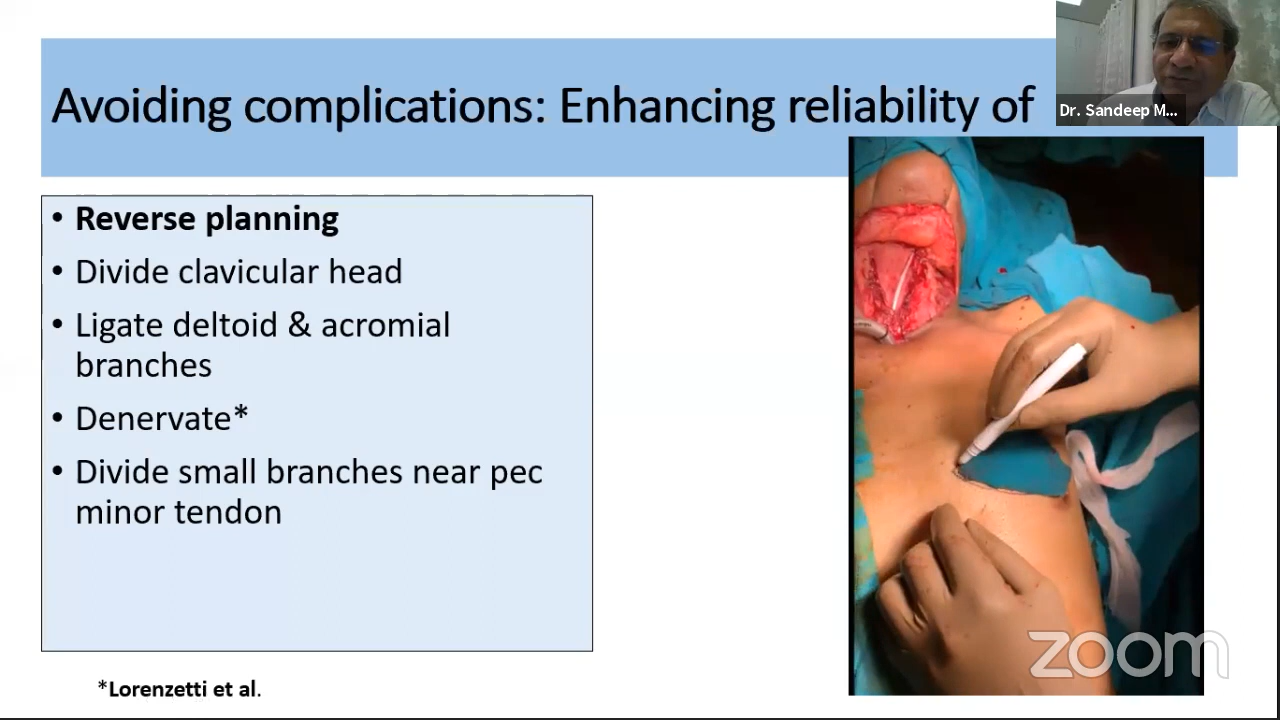 Avoiding complications: Enhancing reliability of
Dr. Sandeep M...
• Reverse planning
• Divide clavicular head
• Ligate deltoid & acromial
branches
• Denervate*
• Divide small branches near pec
minor tendon
*Lorenzetti et al.
zoom